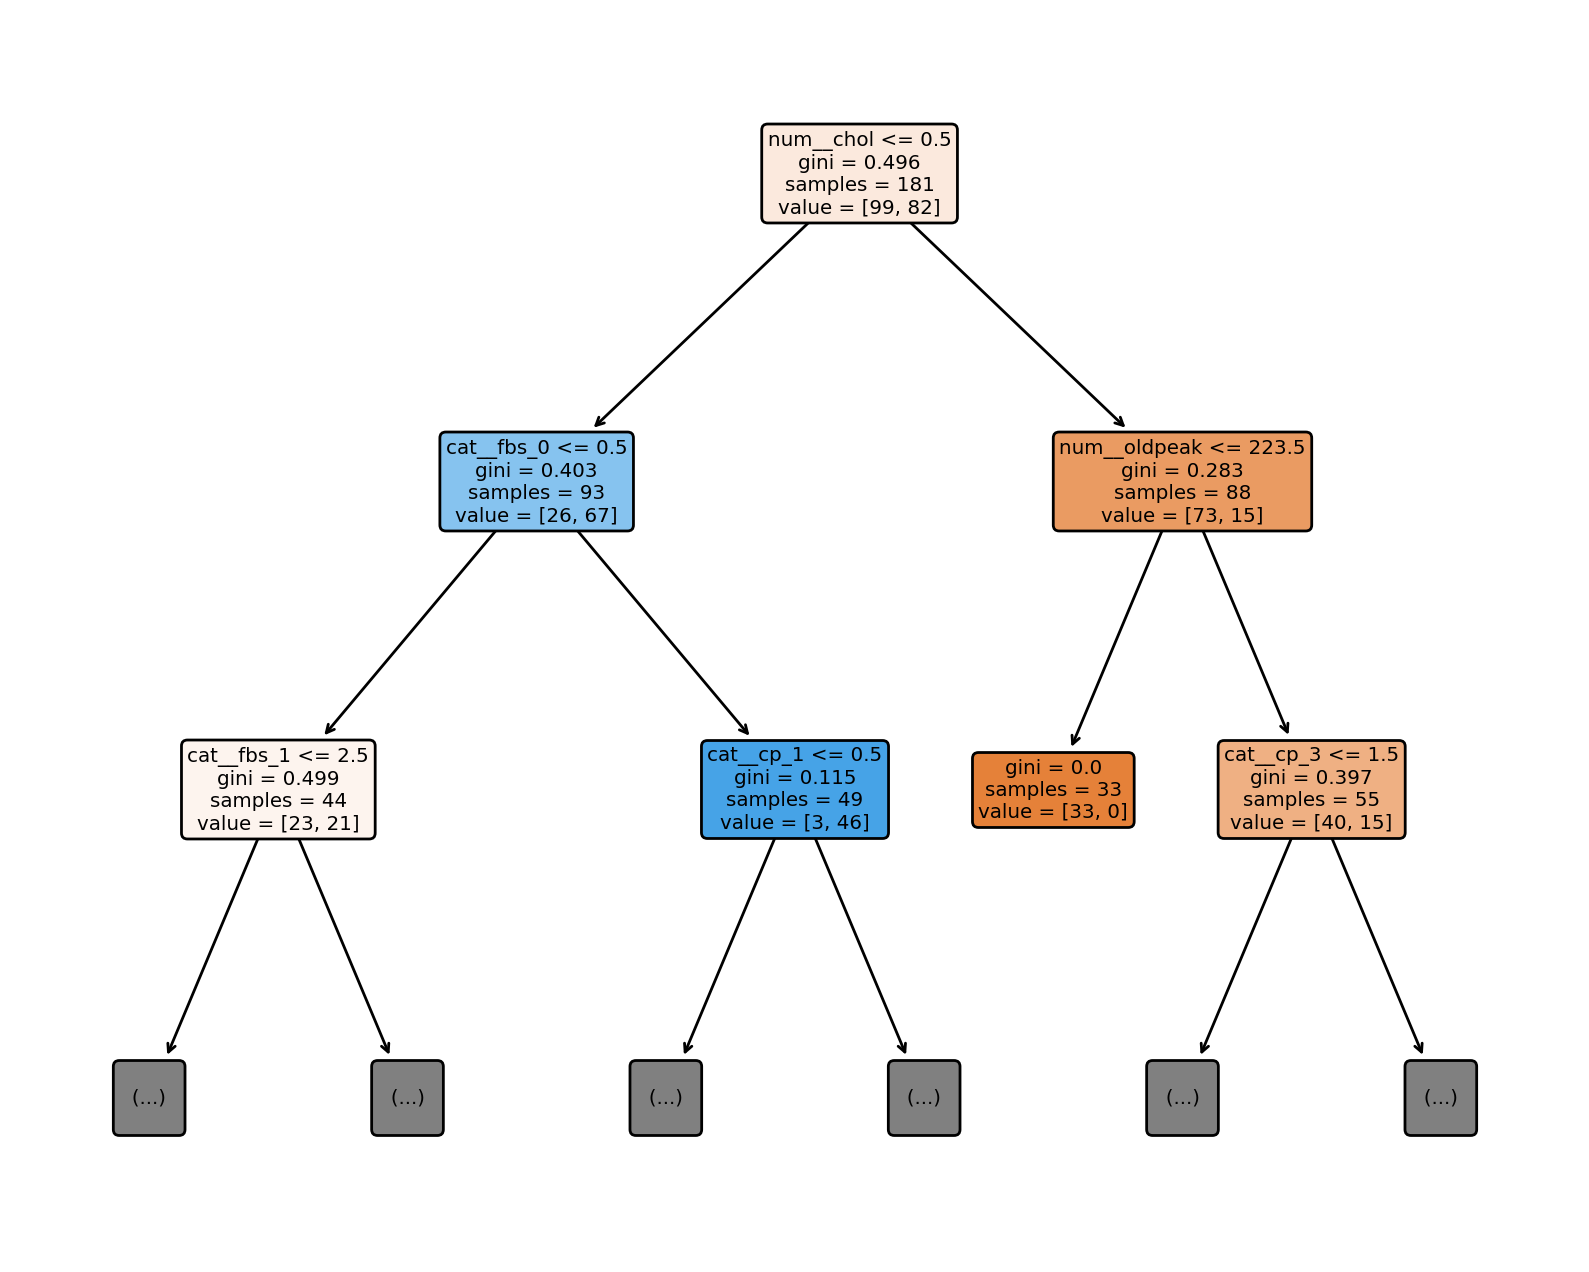 num__chol <= 0.5
gini = 0.496
samples = 181
value = [99, 82]
cat__fbs_0 <= 0.5
gini = 0.403
samples = 93
value = [26, 67]
num__oldpeak <= 223.5
gini = 0.283
samples = 88
value = [73, 15]
cat__fbs_1 <= 2.5
gini = 0.499
samples = 44
value = [23, 21]
cat__cp_1 <= 0.5
gini = 0.115
samples = 49
value = [3, 46]
gini = 0.0
samples = 33
value = [33, 0]
cat__cp_3 <= 1.5
gini = 0.397
samples = 55
value = [40, 15]
(...)
(...)
(...)
(...)
(...)
(...)